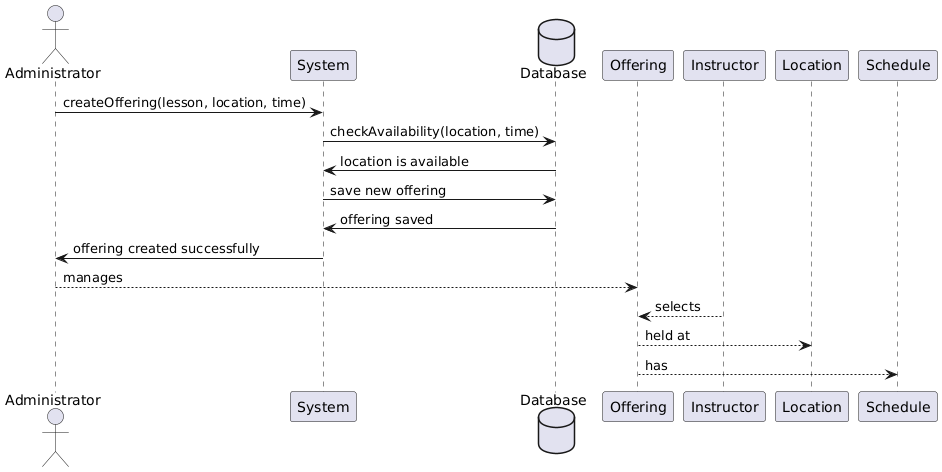 Administrator
System
Database
Offering
Instructor
Location
Schedule
createOffering(lesson, location, time)
checkAvailability(location, time)
location is available
save new offering
offering saved
offering created successfully
manages
selects
held at
has
Administrator
System
Database
Offering
Instructor
Location
Schedule